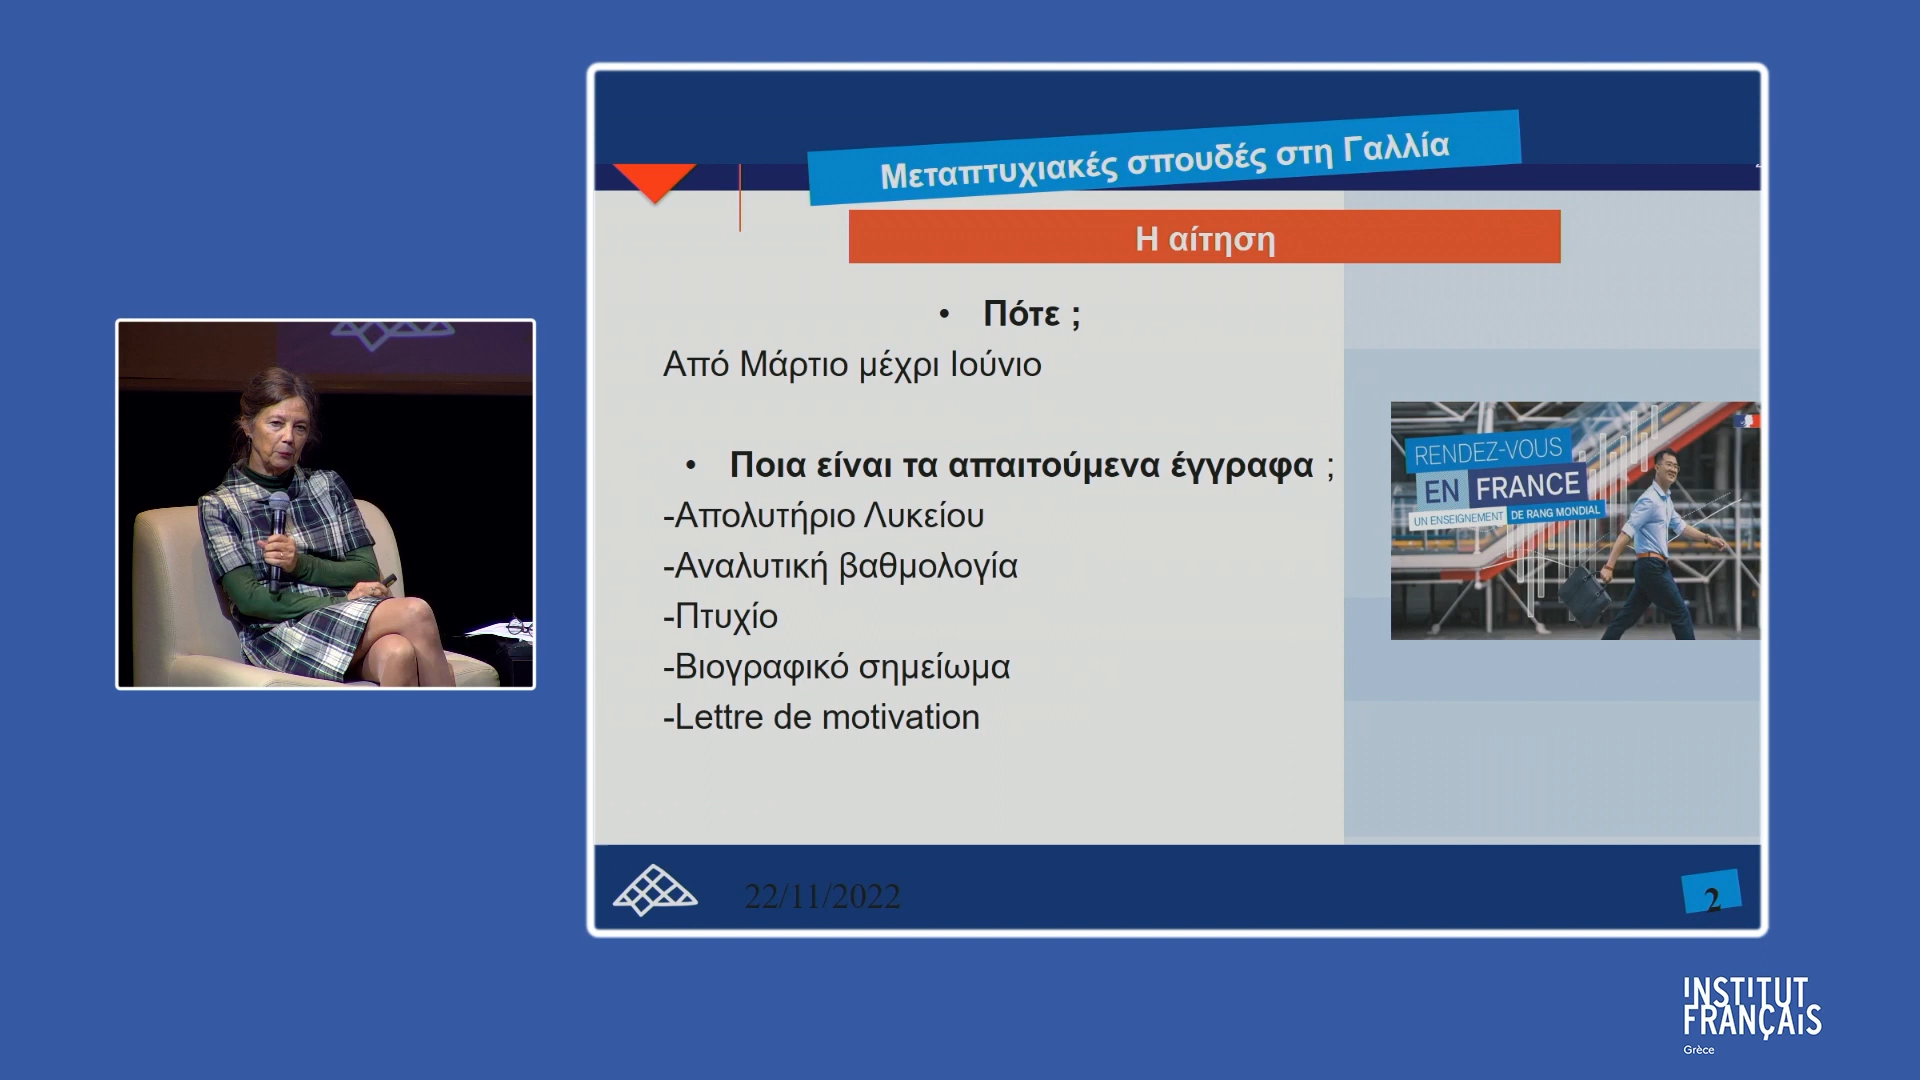 Μεταπτυχιακές σπουδές στη Γαλλία
Η αίτηση
• Πότε ;
Από Μάρτιο μέχρι Ιούνιο
• Ποια είναι τα απαιτούμενα έγγραφα ;
-Απολυτήριο Λυκείου
-Αναλυτική βαθμολογία
-Πτυχίο
-Βιογραφικό σημείωμα
-Lettre de motivation
RENDEZ-VOUS
EN FRANCE
UN ENSEIGNEMENT DE RANG MONDIAL
22/11/2022
2
INSTITUT
FRANÇAIS
Grèce